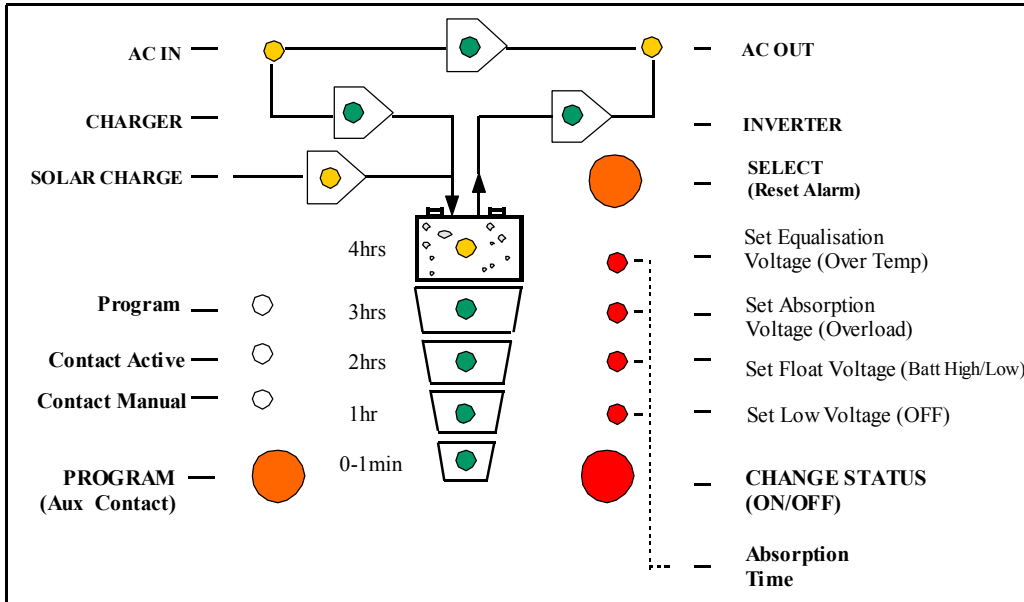 AC IN
CHARGER
SOLAR CHARGE
Program
Contact Active
Contact Manual
PROGRAM
(Aux Contact)
4hrs
3hrs
2hrs
1hr
0-1min
AC OUT
INVERTER
SELECT
(Reset Alarm)
Set Equalisation
Voltage (Over Temp)
Set Absorption
Voltage (Overload)
Set Float Voltage (Batt High/Low)
Set Low Voltage (OFF)
CHANGE STATUS
(ON/OFF)
Absorption
Time